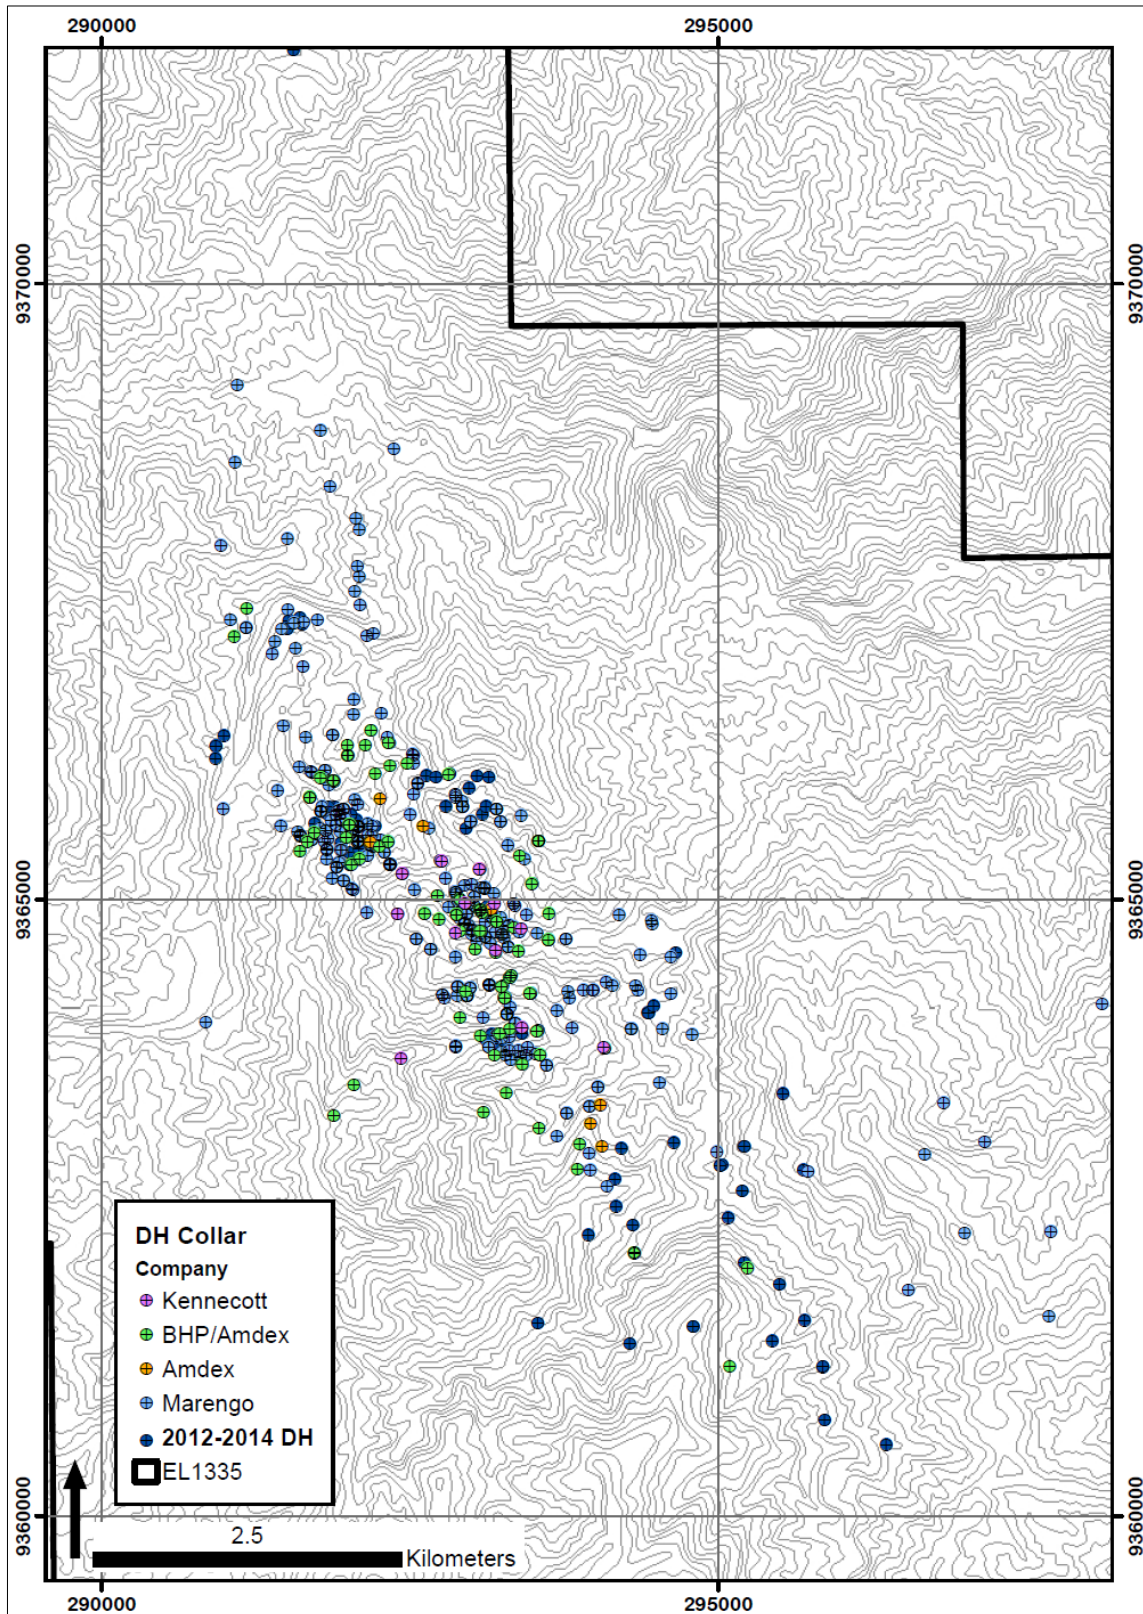 290000 295000
9370000 9370000
9365000 9365000
DH Collar
Company
Kennecott
BHP/Amdex
Amdex
Marengo
2012-2014 DH
EL1335
9360000 9360000
2.5
Kilometers
290000 295000